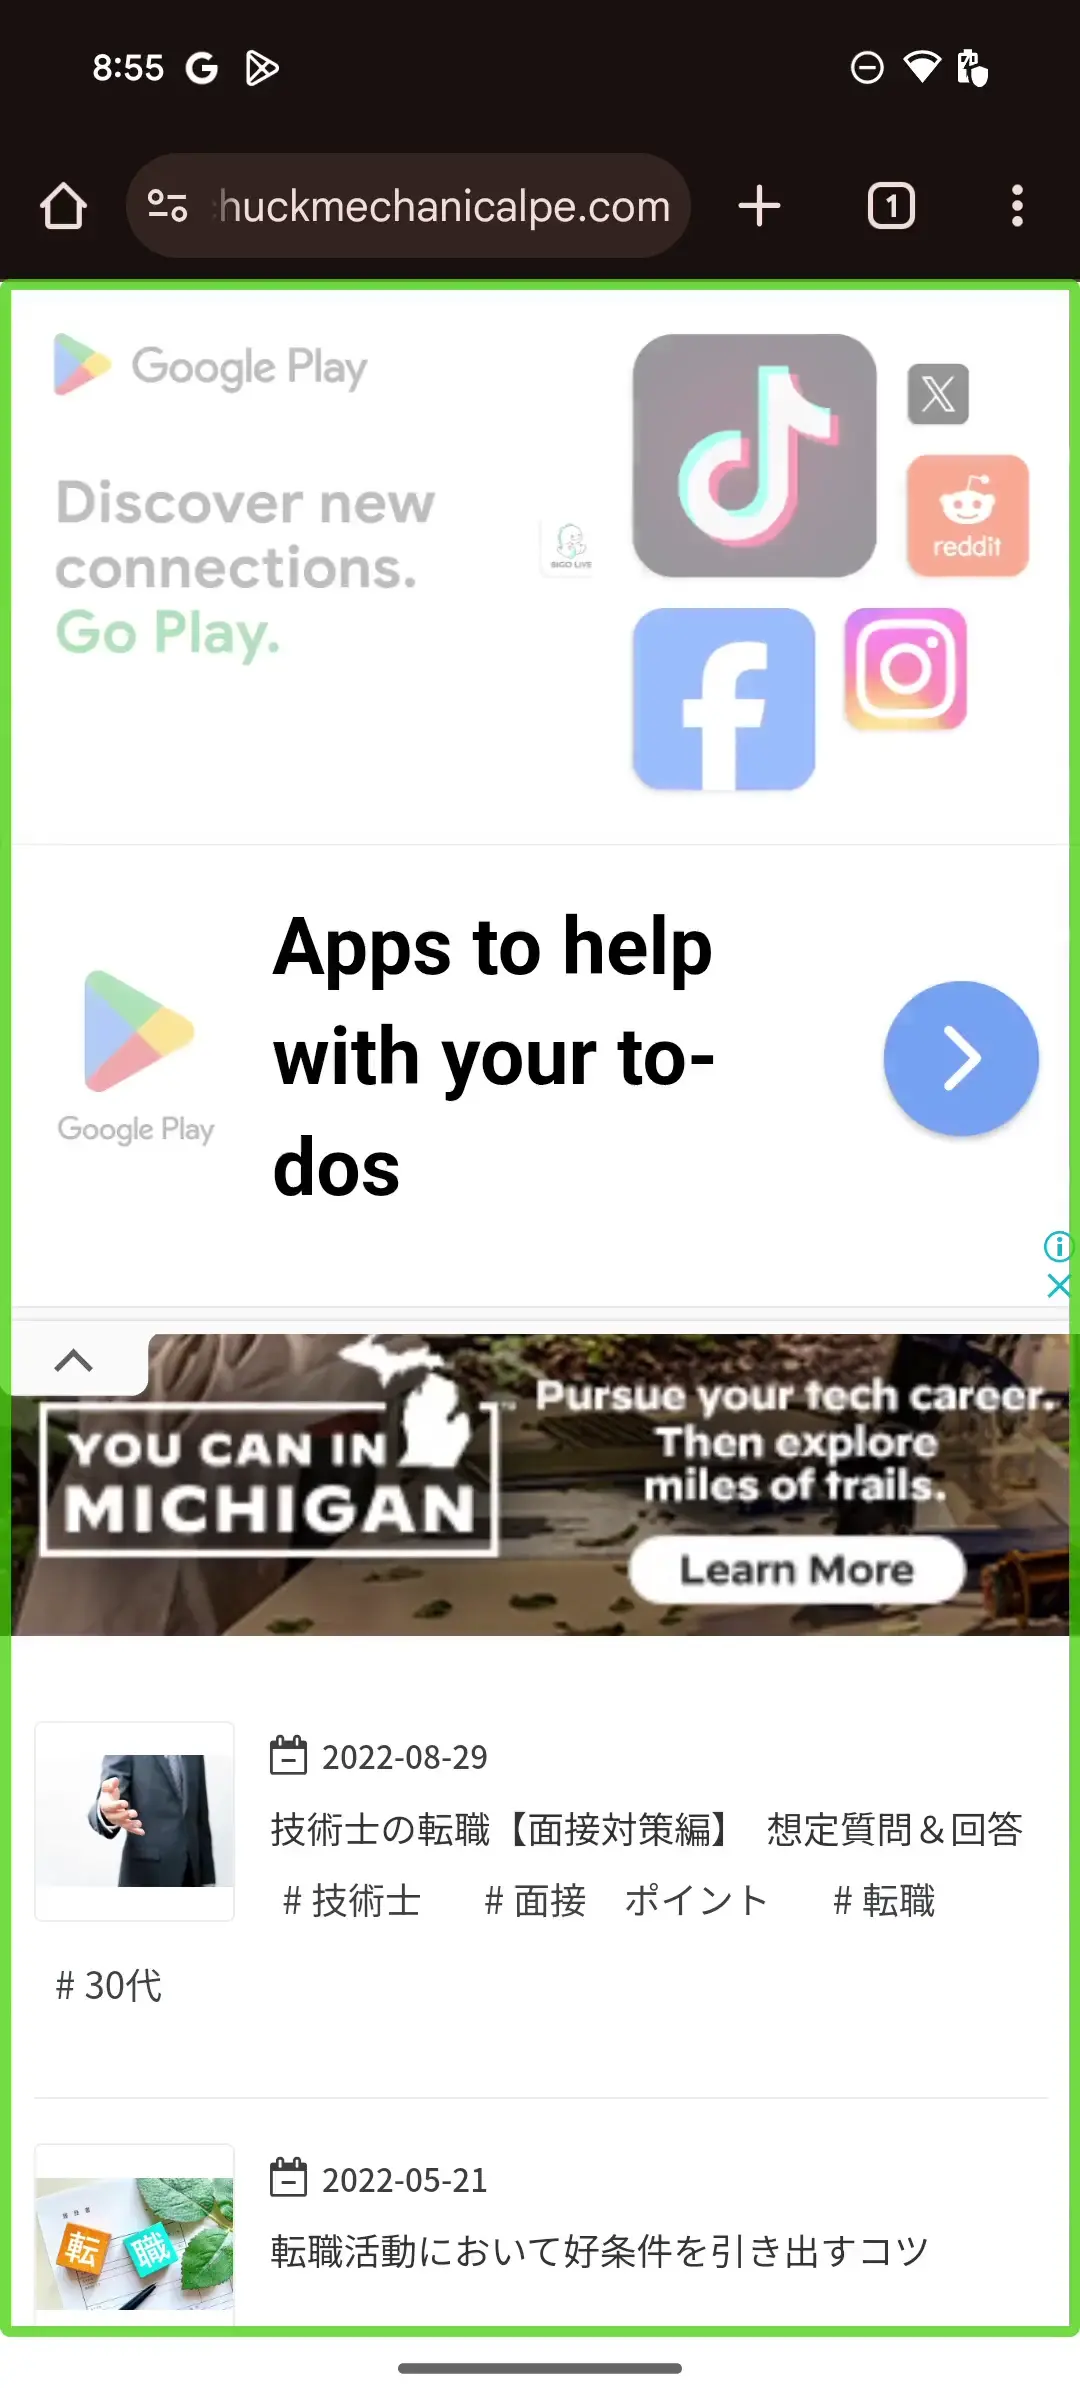 8:55
huckmechanicalpe.com
1
Google Play
Discover new
connections.
Go Play.
BIGO LIVE
X
reddit
Apps to help
with your to-
dos
Google Play
YOU CAN IN
MICHIGAN
Pursue your tech career.
Then explore
miles of trails.
Learn More
2022-08-29
技術士の転職【面接対策編】 想定質問＆回答
# 技術士 # 面接 ポイント # 転職
# 30代
2022-05-21
転職活動において好条件を引き出すコツ
転職